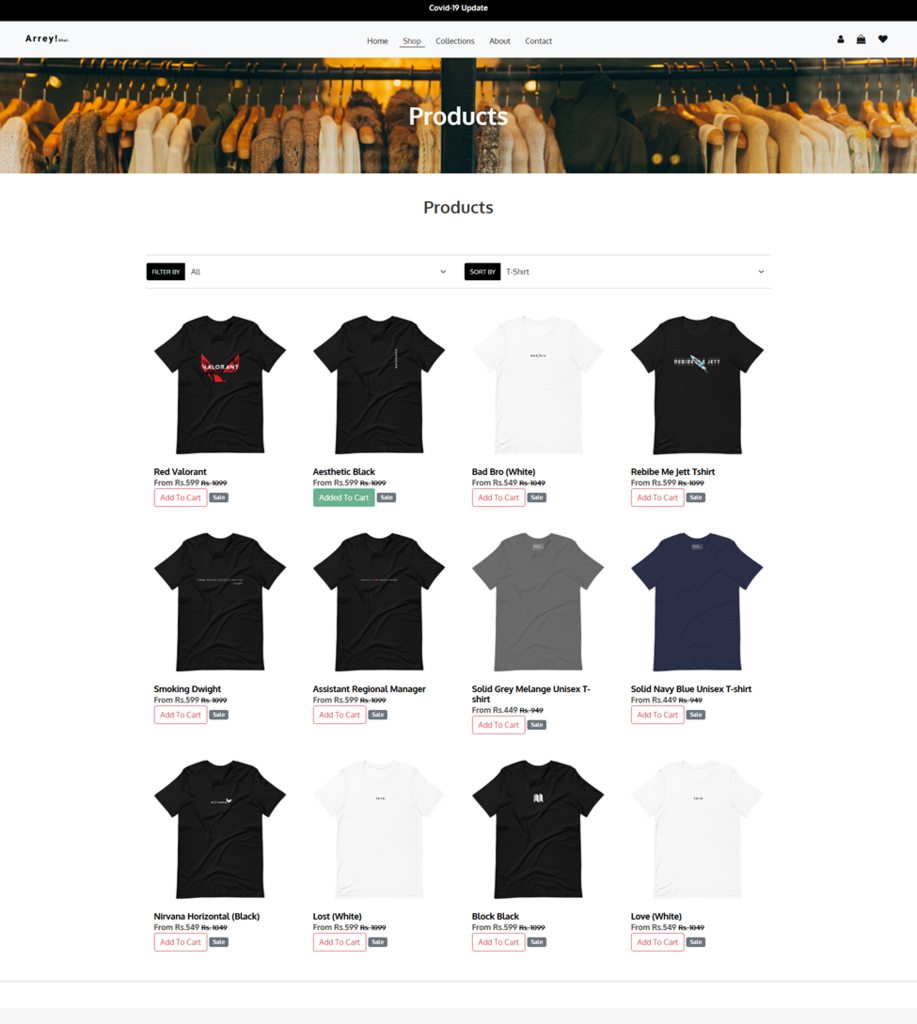 Covid-19 Update
Arrey! bhai.
Home Shop Collections About Contact
Products
Products
FILTER BY All SORT BY T-Shirt
VALORANT
aesthetic
bad/bro
REBIBE ME JETT
Red Valorant Aesthetic Black Bad Bro (White) Rebibe Me Jett Tshirt
From Rs.599 Rs. 1099 From Rs.599 Rs. 1099 From Rs.549 Rs. 1049 From Rs.599 Rs. 1099
Add To Cart Sale Added To Cart Sale Add To Cart Sale Add To Cart Sale
Smoking Dwight Assistant Regional Manager Solid Grey Melange Unisex T- Solid Navy Blue Unisex T-shirt
shirt
From Rs.599 Rs. 1099 From Rs.599 Rs. 1099 From Rs.449 Rs. 949 From Rs.449 Rs. 949
Add To Cart Sale Add To Cart Sale Add To Cart Sale Add To Cart Sale
nirvana
Nirvana Horizontal (Black) Lost (White) Block Black Love (White)
From Rs.549 Rs. 1049 From Rs.599 Rs. 1099 From Rs.599 Rs. 1099 From Rs.549 Rs. 1049
Add To Cart Sale Add To Cart Sale Add To Cart Sale Add To Cart Sale